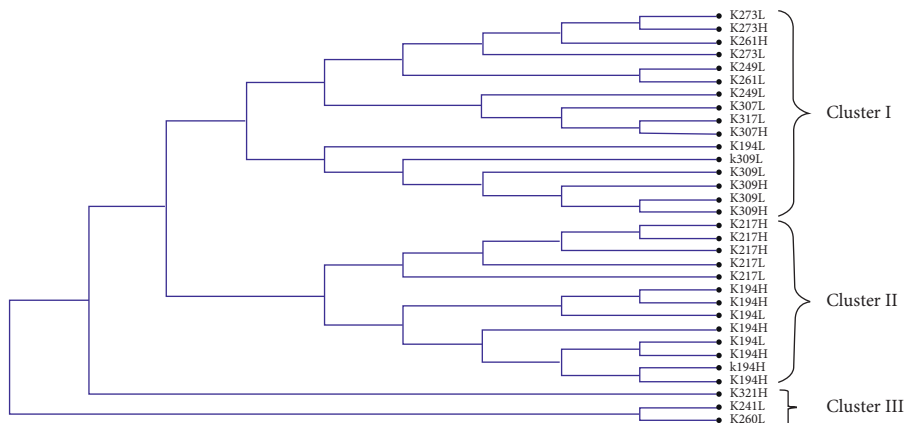 K273L
K273H
K261H
K273L
K249L
K261L
K249L
K307L
K317L
K307H
K194L
k309L
K309L
K309H
K309L
K309H
K217H
K217H
K217H
K217L
K217L
K194H
K194H
K194L
K194H
K194L
K194H
k194H
K194H
K321H
K241L
K260L
Cluster I
Cluster II
Cluster III